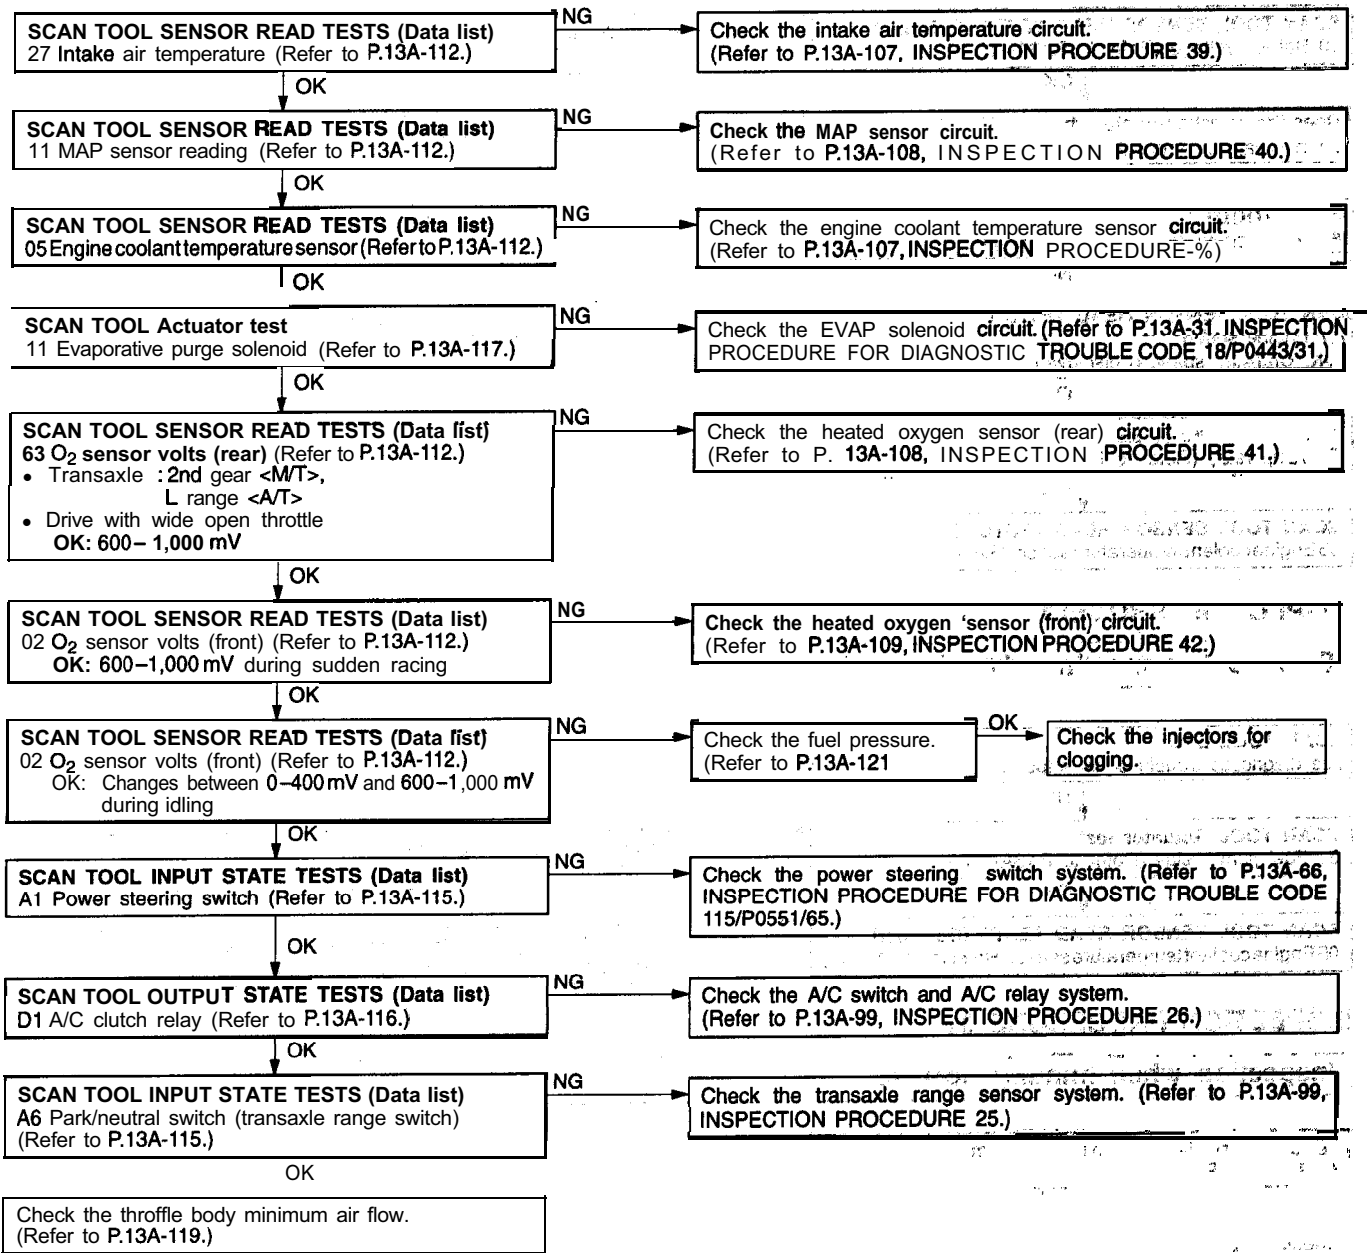 SCAN TOOL SENSOR READ TESTS (Data list)
27 Intake air temperature (Refer to P.13A-112.)
NG
Check the intake air temperature circuit.
(Refer to P.13A-107, INSPECTION PROCEDURE 39.)
OK
SCAN TOOL SENSOR READ TESTS (Data list)
11 MAP sensor reading (Refer to P.13A-112.)
NG
Check the MAP sensor circuit.
(Refer to P.13A-108, INSPECTION PROCEDURE 40.)
OK
SCAN TOOL SENSOR READ TESTS (Data list)
05 Engine coolant temperature sensor (Refer to P.13A-112.)
NG
Check the engine coolant temperature sensor circuit.
(Refer to P.13A-107, INSPECTION PROCEDURE-%)
OK
SCAN TOOL Actuator test
11 Evaporative purge solenoid (Refer to P.13A-117.)
NG
Check the EVAP solenoid circuit. (Refer to P.13A-31. INSPECTION
PROCEDURE FOR DIAGNOSTIC TROUBLE CODE 18/P0443/31.)
OK
SCAN TOOL SENSOR READ TESTS (Data list)
63 O2 sensor volts (rear) (Refer to P.13A-112.)
• Transaxle : 2nd gear <M/T>,
L range <A/T>
• Drive with wide open throttle
OK: 600– 1,000 mV
NG
Check the heated oxygen sensor (rear) circuit.
(Refer to P. 13A-108, INSPECTION PROCEDURE 41.)
OK
SCAN TOOL SENSOR READ TESTS (Data list)
02 O2 sensor volts (front) (Refer to P.13A-112.)
OK: 600–1,000 mV during sudden racing
NG
Check the heated oxygen ‘sensor (front) circuit.
(Refer to P.13A-109, INSPECTION PROCEDURE 42.)
OK
SCAN TOOL SENSOR READ TESTS (Data list)
02 O2 sensor volts (front) (Refer to P.13A-112.)
OK: Changes between 0–400 mV and 600–1,000 mV
during idling
NG
Check the fuel pressure.
(Refer to P.13A-121
OK
Check the injectors for
clogging.
OK
SCAN TOOL INPUT STATE TESTS (Data list)
A1 Power steering switch (Refer to P.13A-115.)
NG
Check the power steering switch system. (Refer to P.13A-66,
INSPECTION PROCEDURE FOR DIAGNOSTIC TROUBLE CODE
115/P0551/65.)
OK
SCAN TOOL OUTPUT STATE TESTS (Data list)
D1 A/C clutch relay (Refer to P.13A-116.)
NG
Check the A/C switch and A/C relay system.
(Refer to P.13A-99, INSPECTION PROCEDURE 26.)
OK
SCAN TOOL INPUT STATE TESTS (Data list)
A6 Park/neutral switch (transaxle range switch)
(Refer to P.13A-115.)
NG
Check the transaxle range sensor system. (Refer to P.13A-99,
INSPECTION PROCEDURE 25.)
OK
Check the throffle body minimum air flow.
(Refer to P.13A-119.)